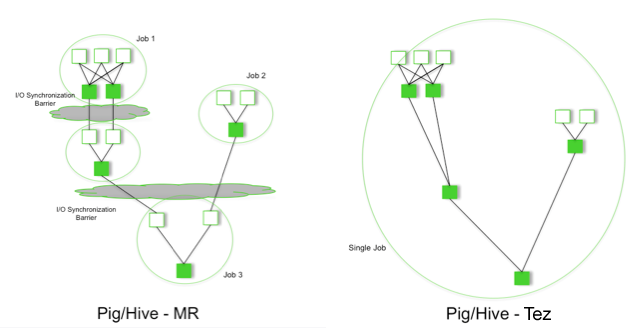 Job 1
Job 2
I/O Synchronization
Barrier
I/O Synchronization
Barrier
Job 3
Pig/Hive - MR
Single Job
Pig/Hive - Tez